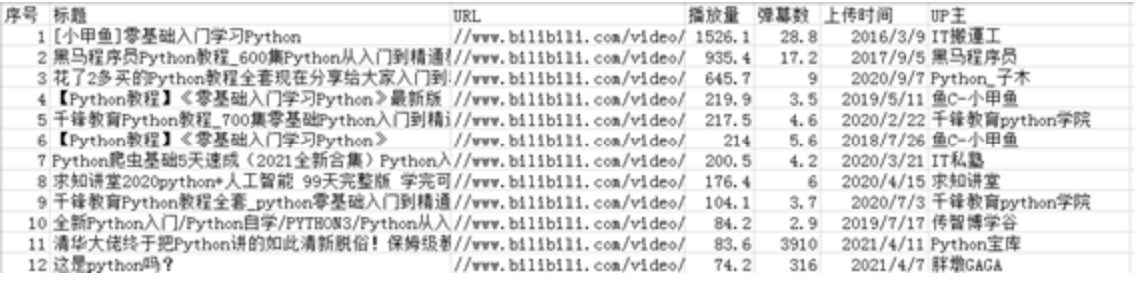 序号 标题 URL 播放量 弹幕数 上传时间 UP主
1 [小甲鱼]零基础入门学习Python //www.bilibili.com/video/ 1526.1 28.8 2016/3/9 IT搬運工
2 黑马程序员Python教程_600集Python从入门到精通 //www.bilibili.com/video/ 935.4 17.2 2017/9/5 黑马程序员
3 花了2多买的Python教程全套现在分享给大家入门到 //www.bilibili.com/video/ 645.7 9 2020/9/7 Python_子木
4 【Python教程】《零基础入门学习Python》最新版 //www.bilibili.com/video/ 219.9 3.5 2019/5/11 鱼C-小甲鱼
5 千锋教育Python教程_700集零基础Python入门到精 //www.bilibili.com/video/ 217.5 4.6 2020/2/22 千锋教育python学院
6 【Python教程】《零基础入门学习Python》 //www.bilibili.com/video/ 214 5.6 2018/7/26 鱼C-小甲鱼
7 Python爬虫基础5天速成（2021全新合集）Python入 //www.bilibili.com/video/ 200.5 4.2 2020/3/21 IT私塾
8 求知讲堂2020python+人工智能 99天完整版 学完可 //www.bilibili.com/video/ 176.4 6 2020/4/15 求知讲堂
9 千锋教育Python教程全套_python零基础入门到精通 //www.bilibili.com/video/ 104.1 3.7 2020/7/3 千锋教育python学院
10 全新Python入门/Python自学/PYTHON3/Python从入 //www.bilibili.com/video/ 84.2 2.9 2019/7/17 传智博学谷
11 清华大佬终于把Python讲的如此清新脱俗！保姆级 //www.bilibili.com/video/ 83.6 3910 2021/4/11 Python宝库
12 这是python吗？ //www.bilibili.com/video/ 74.2 316 2021/4/7 胖墩GAGA